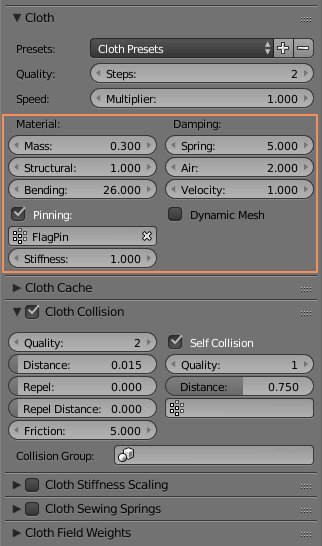 Cloth
Presets: Cloth Presets
Quality: Steps: 2
Speed: Multiplier: 1.000
Material: Damping:
Mass: 0.300 Spring: 5.000
Structural: 1.000 Air: 2.000
Bending: 26.000 Velocity: 1.000
Pinning: Dynamic Mesh
FlagPin
Stiffness: 1.000
Cloth Cache
Cloth Collision
Quality: 2 Self Collision
Distance: 0.015 Quality: 1
Repel: 0.000 Distance: 0.750
Repel Distance: 0.000
Friction: 5.000
Collision Group:
Cloth Stiffness Scaling
Cloth Sewing Springs
Cloth Field Weights